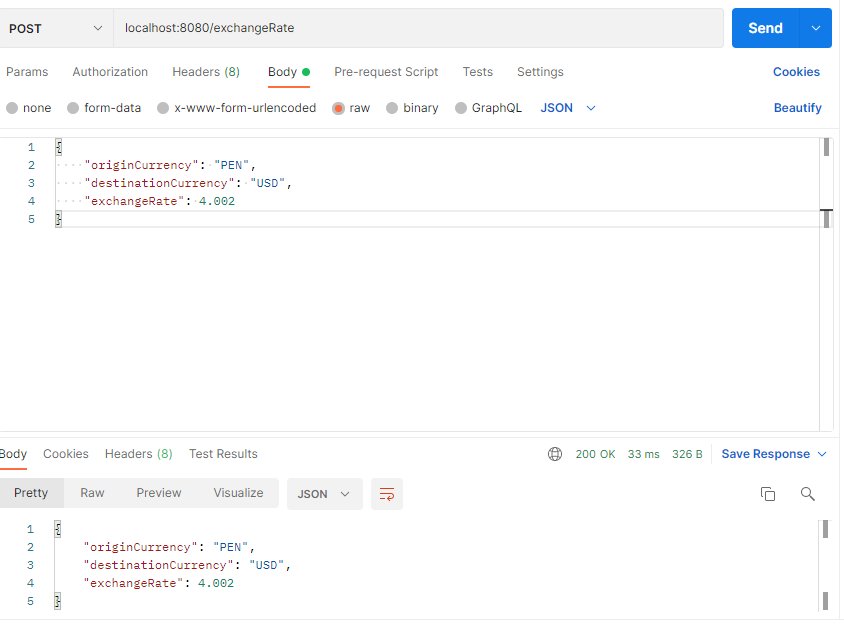 POST localhost:8080/exchangeRate Send
Params Authorization Headers (8) Body Pre-request Script Tests Settings Cookies
none form-data x-www-form-urlencoded raw binary GraphQL JSON Beautify
1 {
2 "originCurrency": "PEN",
3 "destinationCurrency": "USD",
4 "exchangeRate": 4.002
5 }
Body Cookies Headers (8) Test Results 200 OK 33 ms 326 B Save Response
Pretty Raw Preview Visualize JSON
1 {
2 "originCurrency": "PEN",
3 "destinationCurrency": "USD",
4 "exchangeRate": 4.002
5 }